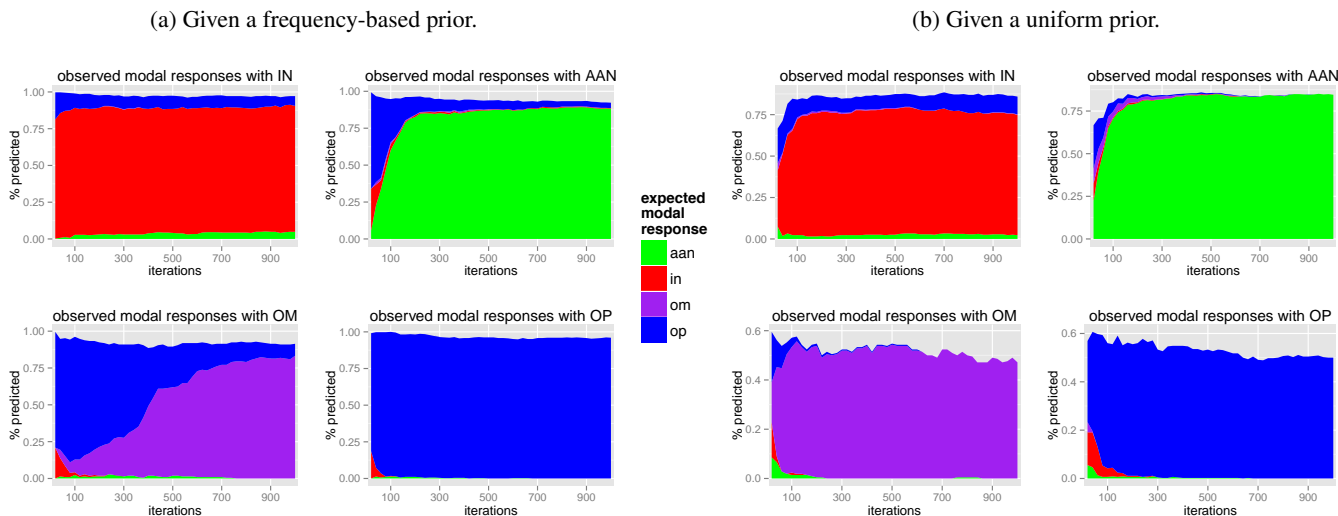 (a) Given a frequency-based prior.
(b) Given a uniform prior.
observed modal responses with IN
1.00
0.75
0.50
0.25
0.00
% predicted
100 300 500 700 900
iterations
observed modal responses with AAN
1.00
0.75
0.50
0.25
0.00
% predicted
100 300 500 700 900
iterations
observed modal responses with OM
1.00
0.75
0.50
0.25
0.00
% predicted
100 300 500 700 900
iterations
observed modal responses with OP
1.00
0.75
0.50
0.25
0.00
% predicted
100 300 500 700 900
iterations
expected
modal
response
aan
in
om
op
observed modal responses with IN
0.75
0.50
0.25
0.00
% predicted
100 300 500 700 900
iterations
observed modal responses with AAN
0.75
0.50
0.25
0.00
% predicted
100 300 500 700 900
iterations
observed modal responses with OM
0.6
0.4
0.2
0.0
% predicted
100 300 500 700 900
iterations
observed modal responses with OP
0.6
0.4
0.2
0.0
% predicted
100 300 500 700 900
iterations